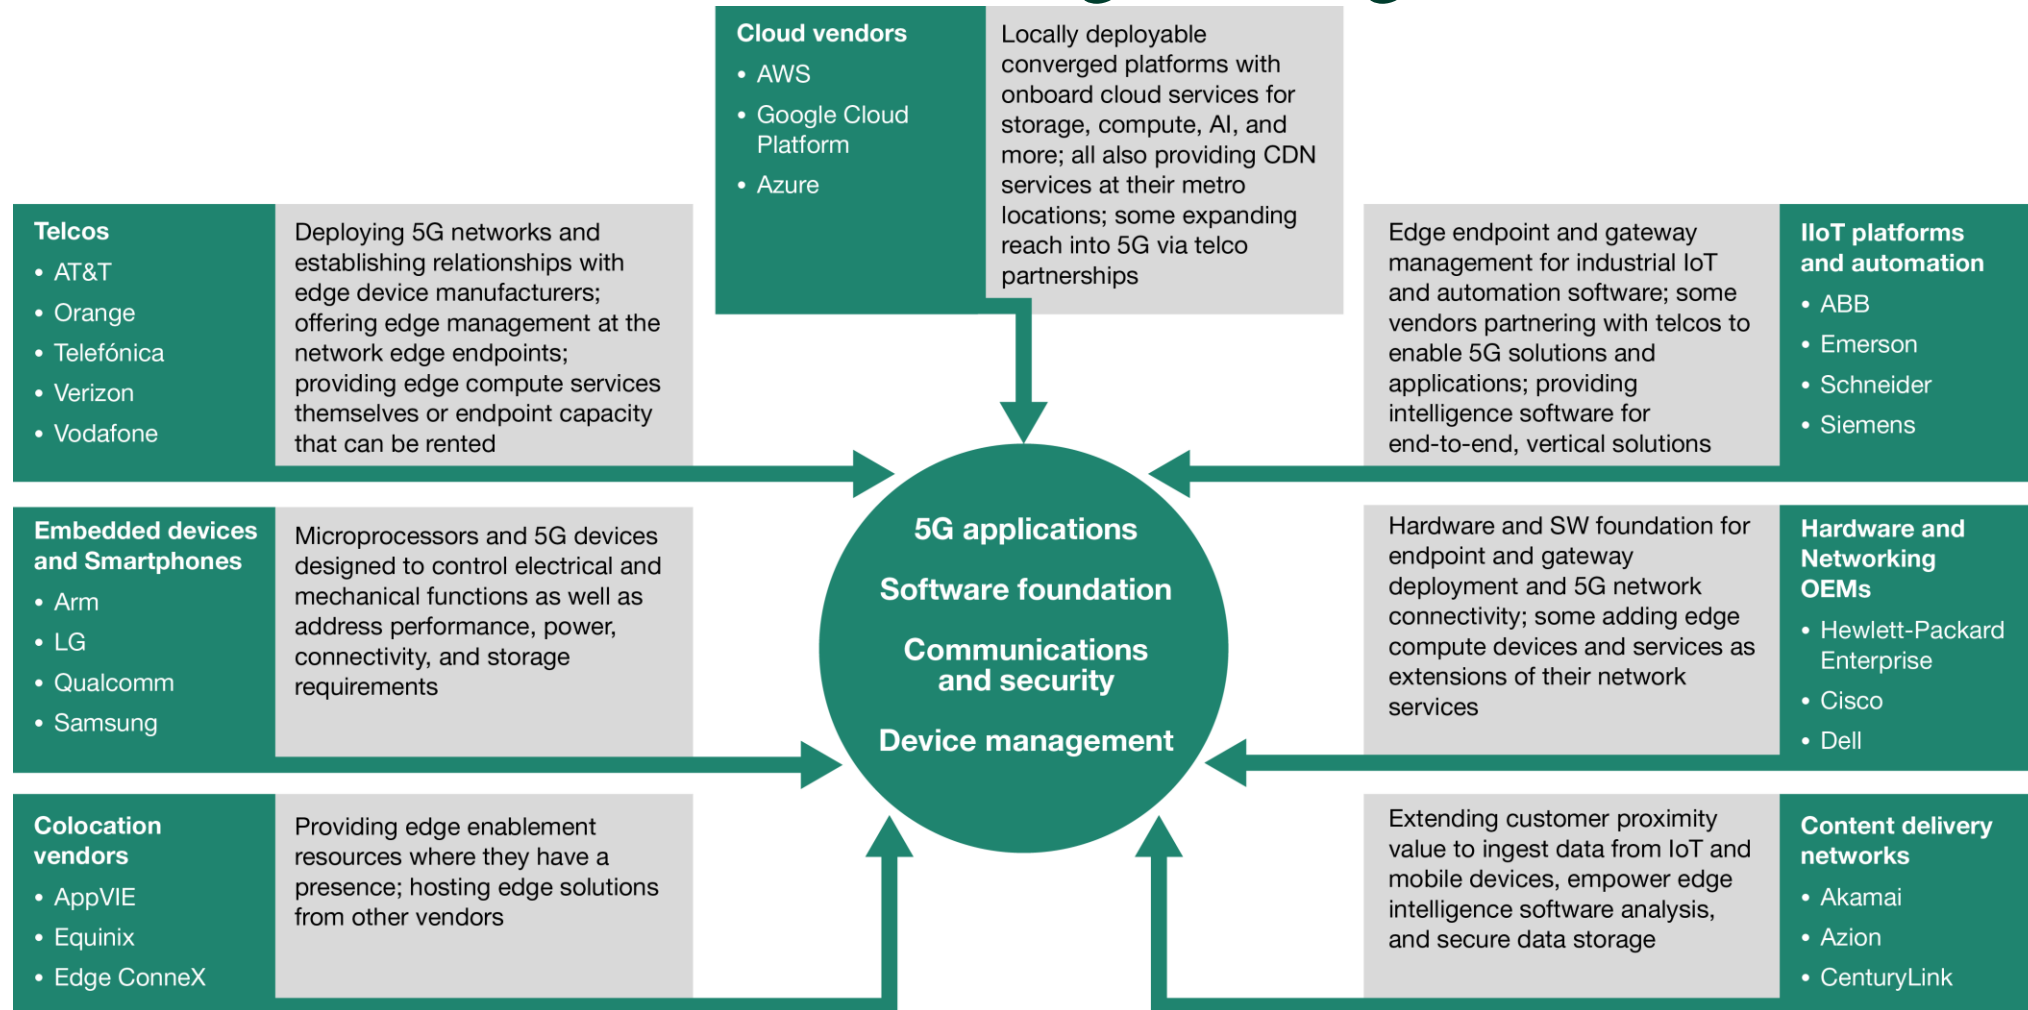 Cloud vendors
• AWS
• Google Cloud
Platform
• Azure
Locally deployable
converged platforms with
onboard cloud services for
storage, compute, AI, and
more; all also providing CDN
services at their metro
locations; some expanding
reach into 5G via telco
partnerships
Telcos
• AT&T
• Orange
• Telefónica
• Verizon
• Vodafone
Deploying 5G networks and
establishing relationships with
edge device manufacturers;
offering edge management at the
network edge endpoints;
providing edge compute services
themselves or endpoint capacity
that can be rented
Edge endpoint and gateway
management for industrial IoT
and automation software; some
vendors partnering with telcos to
enable 5G solutions and
applications; providing
intelligence software for
end-to-end, vertical solutions
IIoT platforms
and automation
• ABB
• Emerson
• Schneider
• Siemens
Embedded devices
and Smartphones
• Arm
• LG
• Qualcomm
• Samsung
Microprocessors and 5G devices
designed to control electrical and
mechanical functions as well as
address performance, power,
connectivity, and storage
requirements
5G applications
Software foundation
Communications
and security
Device management
Hardware and SW foundation for
endpoint and gateway
deployment and 5G network
connectivity; some adding edge
compute devices and services as
extensions of their network
services
Hardware and
Networking
OEMs
• Hewlett-Packard
Enterprise
• Cisco
• Dell
Colocation
vendors
• AppVIE
• Equinix
• Edge ConneX
Providing edge enablement
resources where they have a
presence; hosting edge solutions
from other vendors
Extending customer proximity
value to ingest data from IoT and
mobile devices, empower edge
intelligence software analysis,
and secure data storage
Content delivery
networks
• Akamai
• Azion
• CenturyLink